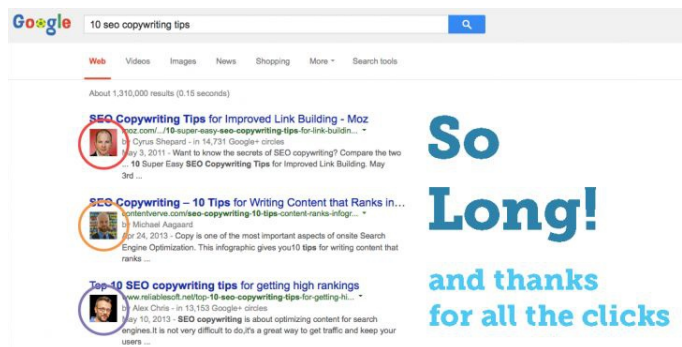 Google
10 seo copywriting tips
Web Videos Images News Shopping More Search tools
About 1,310,000 results (0.15 seconds)
SEO Copywriting Tips for Improved Link Building - Moz
moz.com/.../10-super-easy-seo-copywriting-tips-for-link-buildin...
by Cyrus Shepard - in 14,731 Google+ circles
May 3, 2011 - Want to know the secrets of SEO copywriting? Compare the two
... 10 Super Easy SEO Copywriting Tips for Improved Link Building. May
3rd ...
SEO Copywriting – 10 Tips for Writing Content that Ranks in...
contentverve.com/seo-copywriting-10-tips-content-ranks-infogr...
by Michael Aagaard
Apr 24, 2013 - Copy is one of the most important aspects of onsite Search
Engine Optimization. This infographic gives you10 tips for writing content that
ranks ...
Top 10 SEO copywriting tips for getting high rankings
www.reliablesoft.net/top-10-seo-copywriting-tips-for-getting-hi...
by Alex Chris - in 13,153 Google+ circles
May 10, 2013 - SEO copywriting is about optimizing content for search
engines.It is not very difficult to do,it's a great way to get traffic and keep your
users ...
So
Long!
and thanks
for all the clicks